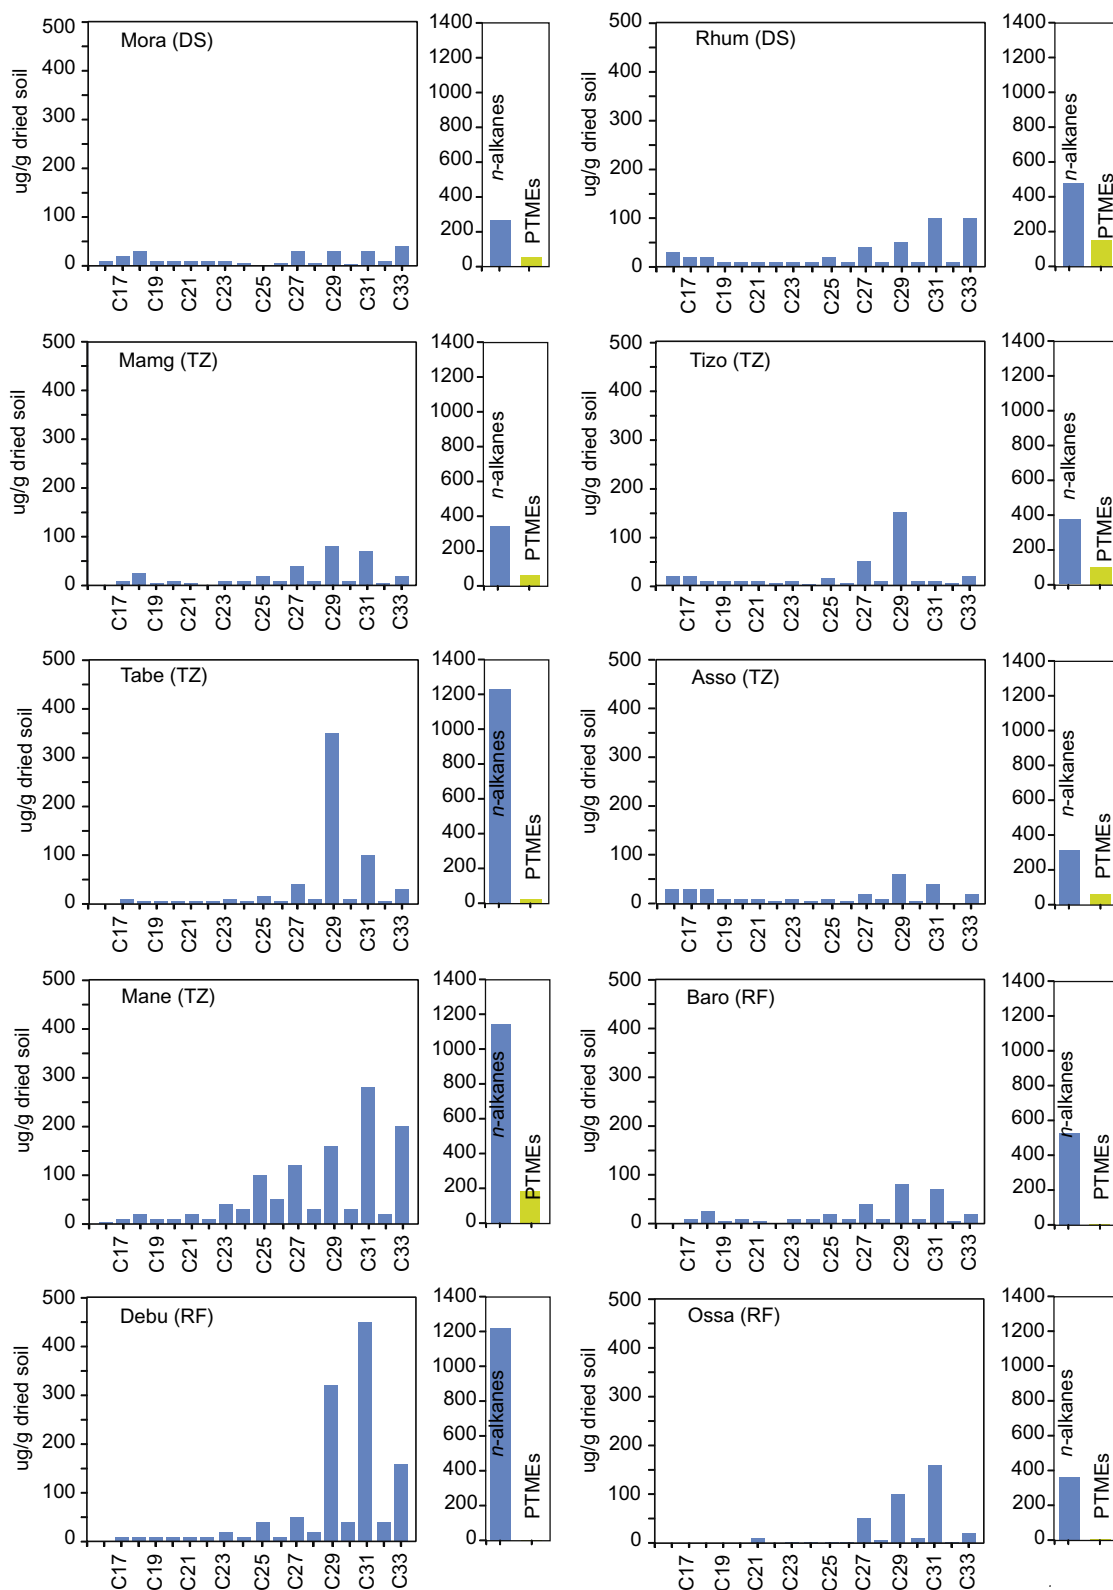 Mora (DS)
ug/g dried soil
500
400
300
200
100
0
C17
C19
C21
C23
C25
C27
C29
C31
C33
1400
1200
1000
800
600
400
200
0
n-alkanes
PTMEs
Rhum (DS)
ug/g dried soil
500
400
300
200
100
0
C17
C19
C21
C23
C25
C27
C29
C31
C33
1400
1200
1000
800
600
400
200
0
n-alkanes
PTMEs
Mamg (TZ)
ug/g dried soil
500
400
300
200
100
0
C17
C19
C21
C23
C25
C27
C29
C31
C33
1400
1200
1000
800
600
400
200
0
n-alkanes
PTMEs
Tizo (TZ)
ug/g dried soil
500
400
300
200
100
0
C17
C19
C21
C23
C25
C27
C29
C31
C33
1400
1200
1000
800
600
400
200
0
n-alkanes
PTMEs
Tabe (TZ)
ug/g dried soil
500
400
300
200
100
0
C17
C19
C21
C23
C25
C27
C29
C31
C33
1400
1200
1000
800
600
400
200
0
n-alkanes
PTMEs
Asso (TZ)
ug/g dried soil
500
400
300
200
100
0
C17
C19
C21
C23
C25
C27
C29
C31
C33
1400
1200
1000
800
600
400
200
0
n-alkanes
PTMEs
Mane (TZ)
ug/g dried soil
500
400
300
200
100
0
C17
C19
C21
C23
C25
C27
C29
C31
C33
1400
1200
1000
800
600
400
200
0
n-alkanes
PTMEs
Baro (RF)
ug/g dried soil
500
400
300
200
100
0
C17
C19
C21
C23
C25
C27
C29
C31
C33
1400
1200
1000
800
600
400
200
0
n-alkanes
PTMEs
Debu (RF)
ug/g dried soil
500
400
300
200
100
0
C17
C19
C21
C23
C25
C27
C29
C31
C33
1400
1200
1000
800
600
400
200
0
n-alkanes
PTMEs
Ossa (RF)
ug/g dried soil
500
400
300
200
100
0
C17
C19
C21
C23
C25
C27
C29
C31
C33
1400
1200
1000
800
600
400
200
0
n-alkanes
PTMEs